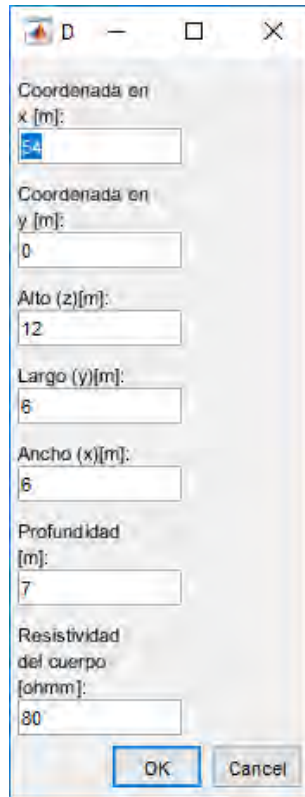 D
Coordenada en
x [m]:
54
Coordenada en
y [m]:
0
Alto (z)[m]:
12
Largo (y)[m]:
6
Ancho (x)[m]:
6
Profundidad
[m]:
7
Resistividad
del cuerpo
[ohmm]:
80
OK Cancel